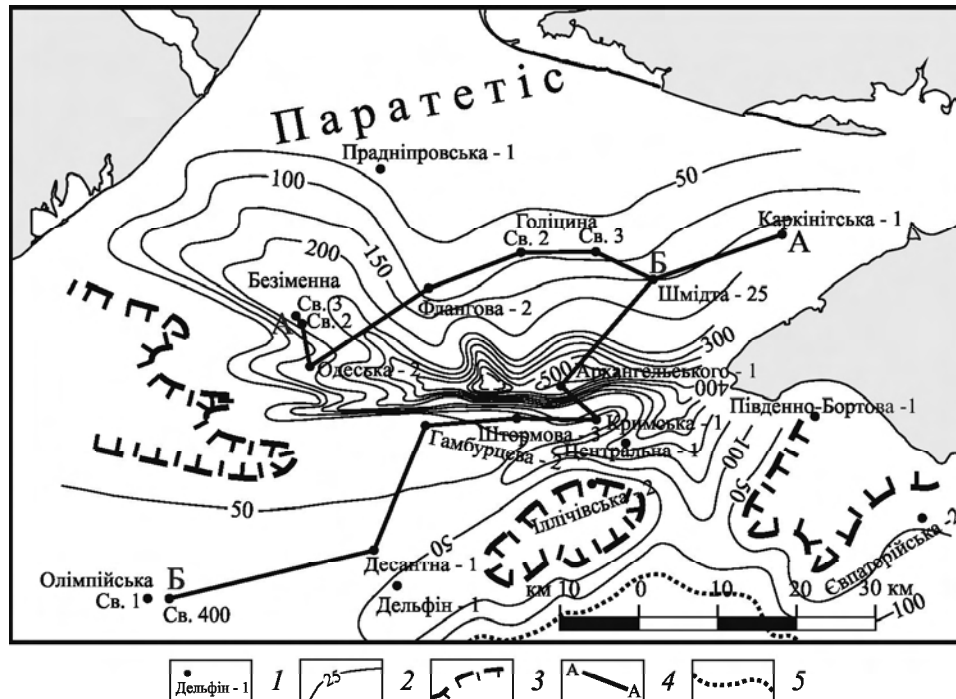 Паратетіс
Прадніпровська - 1
100
50
Голіцина
Св. 2
Св. 3
Каркінітська - 1
А
200
150
Безіменна
Св. 3
А
Св. 2
Б
Шмідта - 25
Флангова - 2
300
Одеська - 2
500
Архангельського - 1
400
Південно-Бортова - 1
Гамбурцева - 2
Штормова - 3
Кримська - 1
Центральна - 1
100
50
50
Іллічівська - 2
50
Євпаторійська - 2
Десантна - 1
Олімпійська
Св. 1
Б
Св. 400
Дельфін - 1
км 10 0 10 20 30 км
100
Дельфін - 1 1
25 2
3
А А 4
5